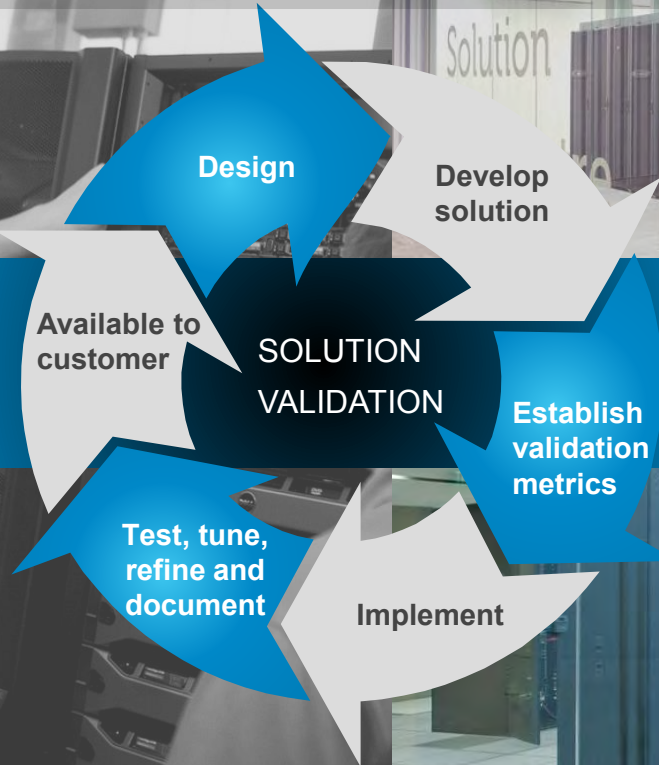 Solution
Design
Develop
solution
Available to
customer
SOLUTION
VALIDATION
Establish
validation
metrics
Test, tune,
refine and
document
Implement